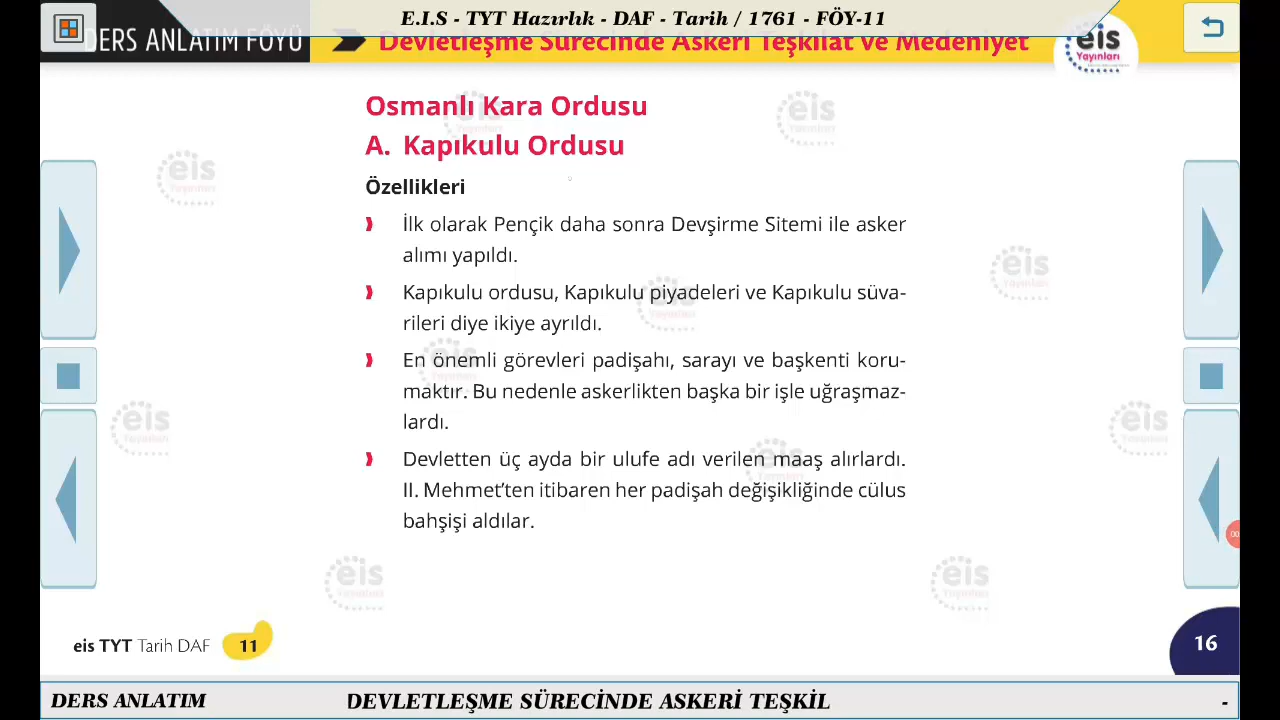 E.I.S - TYT Hazırlık - DAF - Tarih / 1761 - FÖY-11
DERS ANLATIM FÖYÜ
Devletleşme Sürecinde Askeri Teşkilat ve Medeniyet
eis
Yayınları
Osmanlı Kara Ordusu
A. Kapıkulu Ordusu
Özellikleri
İlk olarak Pençik daha sonra Devşirme Sitemi ile asker
alımı yapıldı.
Kapıkulu ordusu, Kapıkulu piyadeleri ve Kapıkulu süva-
rileri diye ikiye ayrıldı.
En önemli görevleri padişahı, sarayı ve başkenti koru-
maktır. Bu nedenle askerlikten başka bir işle uğraşmaz-
lardı.
Devletten üç ayda bir ulufe adı verilen maaş alırlardı.
II. Mehmet'ten itibaren her padişah değişikliğinde cülus
bahşişi aldılar.
eis TYT Tarih DAF 11
16
DERS ANLATIM DEVLETLEŞME SÜRECİNDE ASKERİ TEŞKİL -